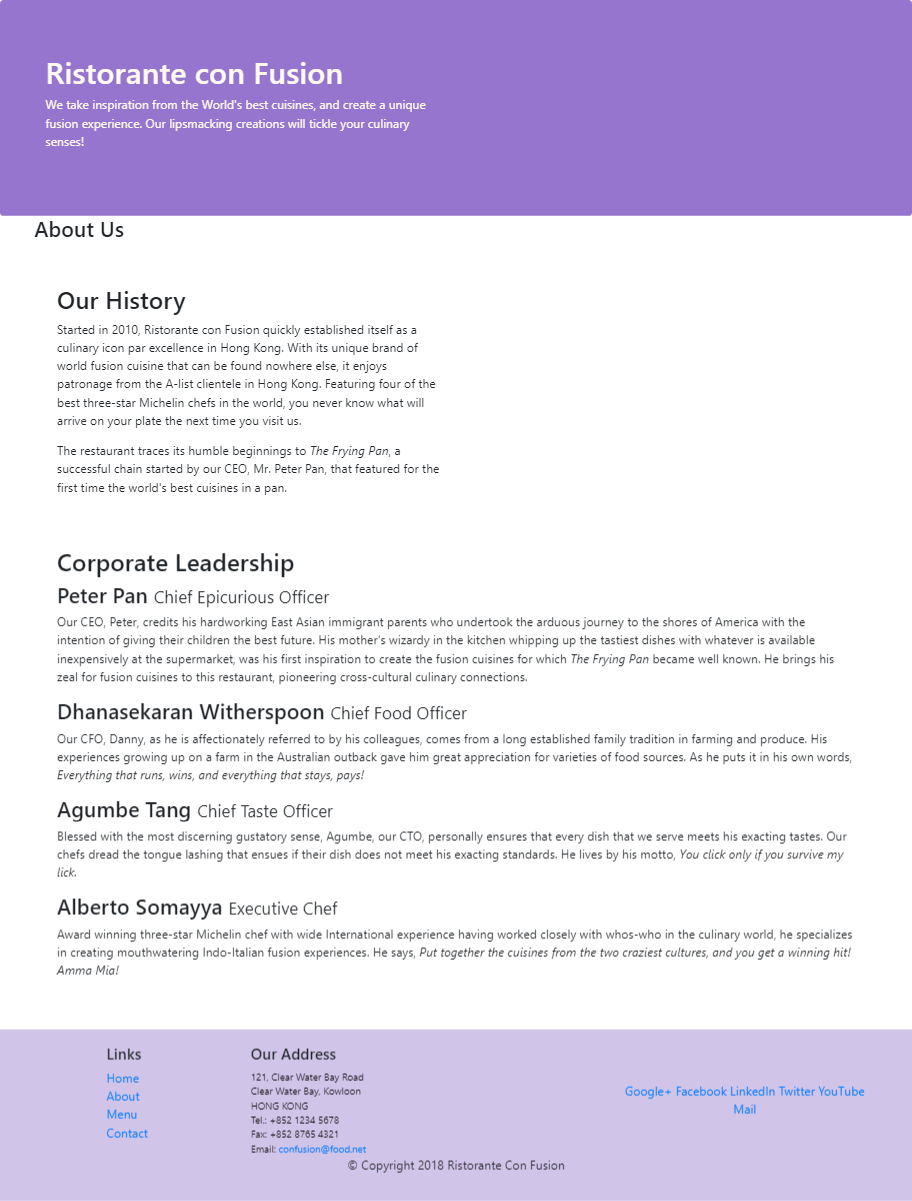 Ristorante con Fusion
We take inspiration from the World's best cuisines, and create a unique
fusion experience. Our lipsmacking creations will tickle your culinary
senses!
About Us
Our History
Started in 2010, Ristorante con Fusion quickly established itself as a
culinary icon par excellence in Hong Kong. With its unique brand of
world fusion cuisine that can be found nowhere else, it enjoys
patronage from the A-list clientele in Hong Kong. Featuring four of the
best three-star Michelin chefs in the world, you never know what will
arrive on your plate the next time you visit us.
The restaurant traces its humble beginnings to The Frying Pan, a
successful chain started by our CEO, Mr. Peter Pan, that featured for the
first time the world's best cuisines in a pan.
Corporate Leadership
Peter Pan Chief Epicurious Officer
Our CEO, Peter, credits his hardworking East Asian immigrant parents who undertook the arduous journey to the shores of America with the
intention of giving their children the best future. His mother's wizardy in the kitchen whipping up the tastiest dishes with whatever is available
inexpensively at the supermarket, was his first inspiration to create the fusion cuisines for which The Frying Pan became well known. He brings his
zeal for fusion cuisines to this restaurant, pioneering cross-cultural culinary connections.
Dhanasekaran Witherspoon Chief Food Officer
Our CFO, Danny, as he is affectionately referred to by his colleagues, comes from a long established family tradition in farming and produce. His
experiences growing up on a farm in the Australian outback gave him great appreciation for varieties of food sources. As he puts it in his own words,
Everything that runs, wins, and everything that stays, pays!
Agumbe Tang Chief Taste Officer
Blessed with the most discerning gustatory sense, Agumbe, our CTO, personally ensures that every dish that we serve meets his exacting tastes. Our
chefs dread the tongue lashing that ensues if their dish does not meet his exacting standards. He lives by his motto, You click only if you survive my
lick.
Alberto Somayya Executive Chef
Award winning three-star Michelin chef with wide International experience having worked closely with whos-who in the culinary world, he specializes
in creating mouthwatering Indo-Italian fusion experiences. He says, Put together the cuisines from the two craziest cultures, and you get a winning hit!
Amma Mia!
Links
Home
About
Menu
Contact
Our Address
121, Clear Water Bay Road
Clear Water Bay, Kowloon
HONG KONG
Tel.: +852 1234 5678
Fax: +852 8765 4321
Email: confusion@food.net
Google+ Facebook LinkedIn Twitter YouTube
Mail
© Copyright 2018 Ristorante Con Fusion